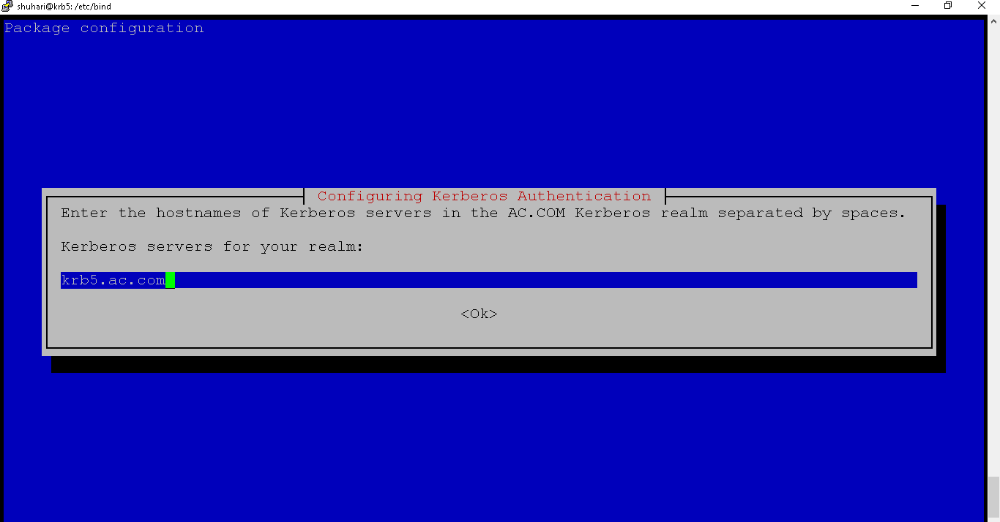 shuhari@krb5: /etc/bind
Package configuration
Configuring Kerberos Authentication
Enter the hostnames of Kerberos servers in the AC.COM Kerberos realm separated by spaces.
Kerberos servers for your realm:
krb5.ac.com
<Ok>